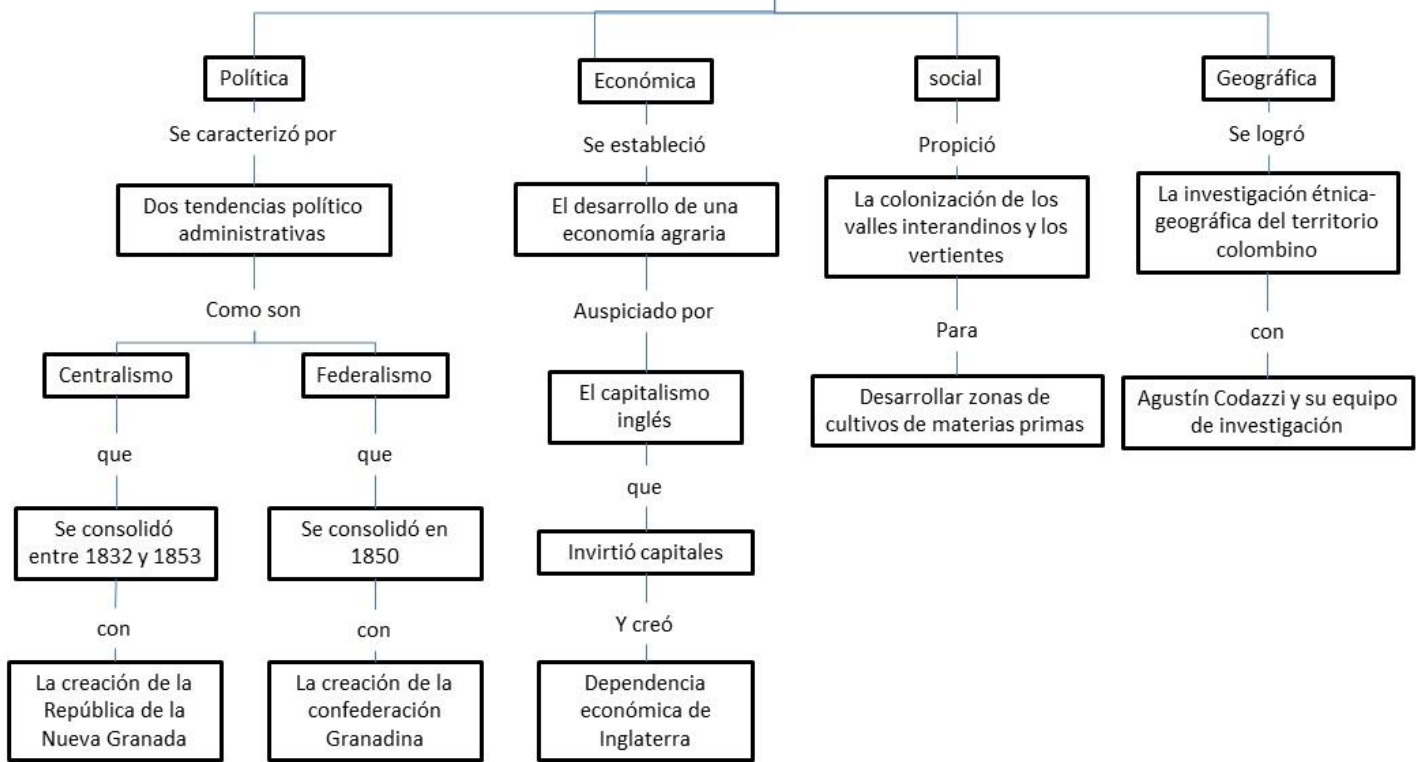 Política
Se caracterizó por
Dos tendencias político
administrativas
Como son
Centralismo
que
Se consolidó
entre 1832 y 1853
con
La creación de la
República de la
Nueva Granada
Federalismo
que
Se consolidó en
1850
con
La creación de la
confederación
Granadina
Económica
Se estableció
El desarrollo de una
economía agraria
Auspiciado por
El capitalismo
inglés
que
Invirtió capitales
Y creó
Dependencia
económica de
Inglaterra
social
Propició
La colonización de los
valles interandinos y los
vertientes
Para
Desarrollar zonas de
cultivos de materias primas
Geográfica
Se logró
La investigación étnica-
geográfica del territorio
colombino
con
Agustín Codazzi y su equipo
de investigación